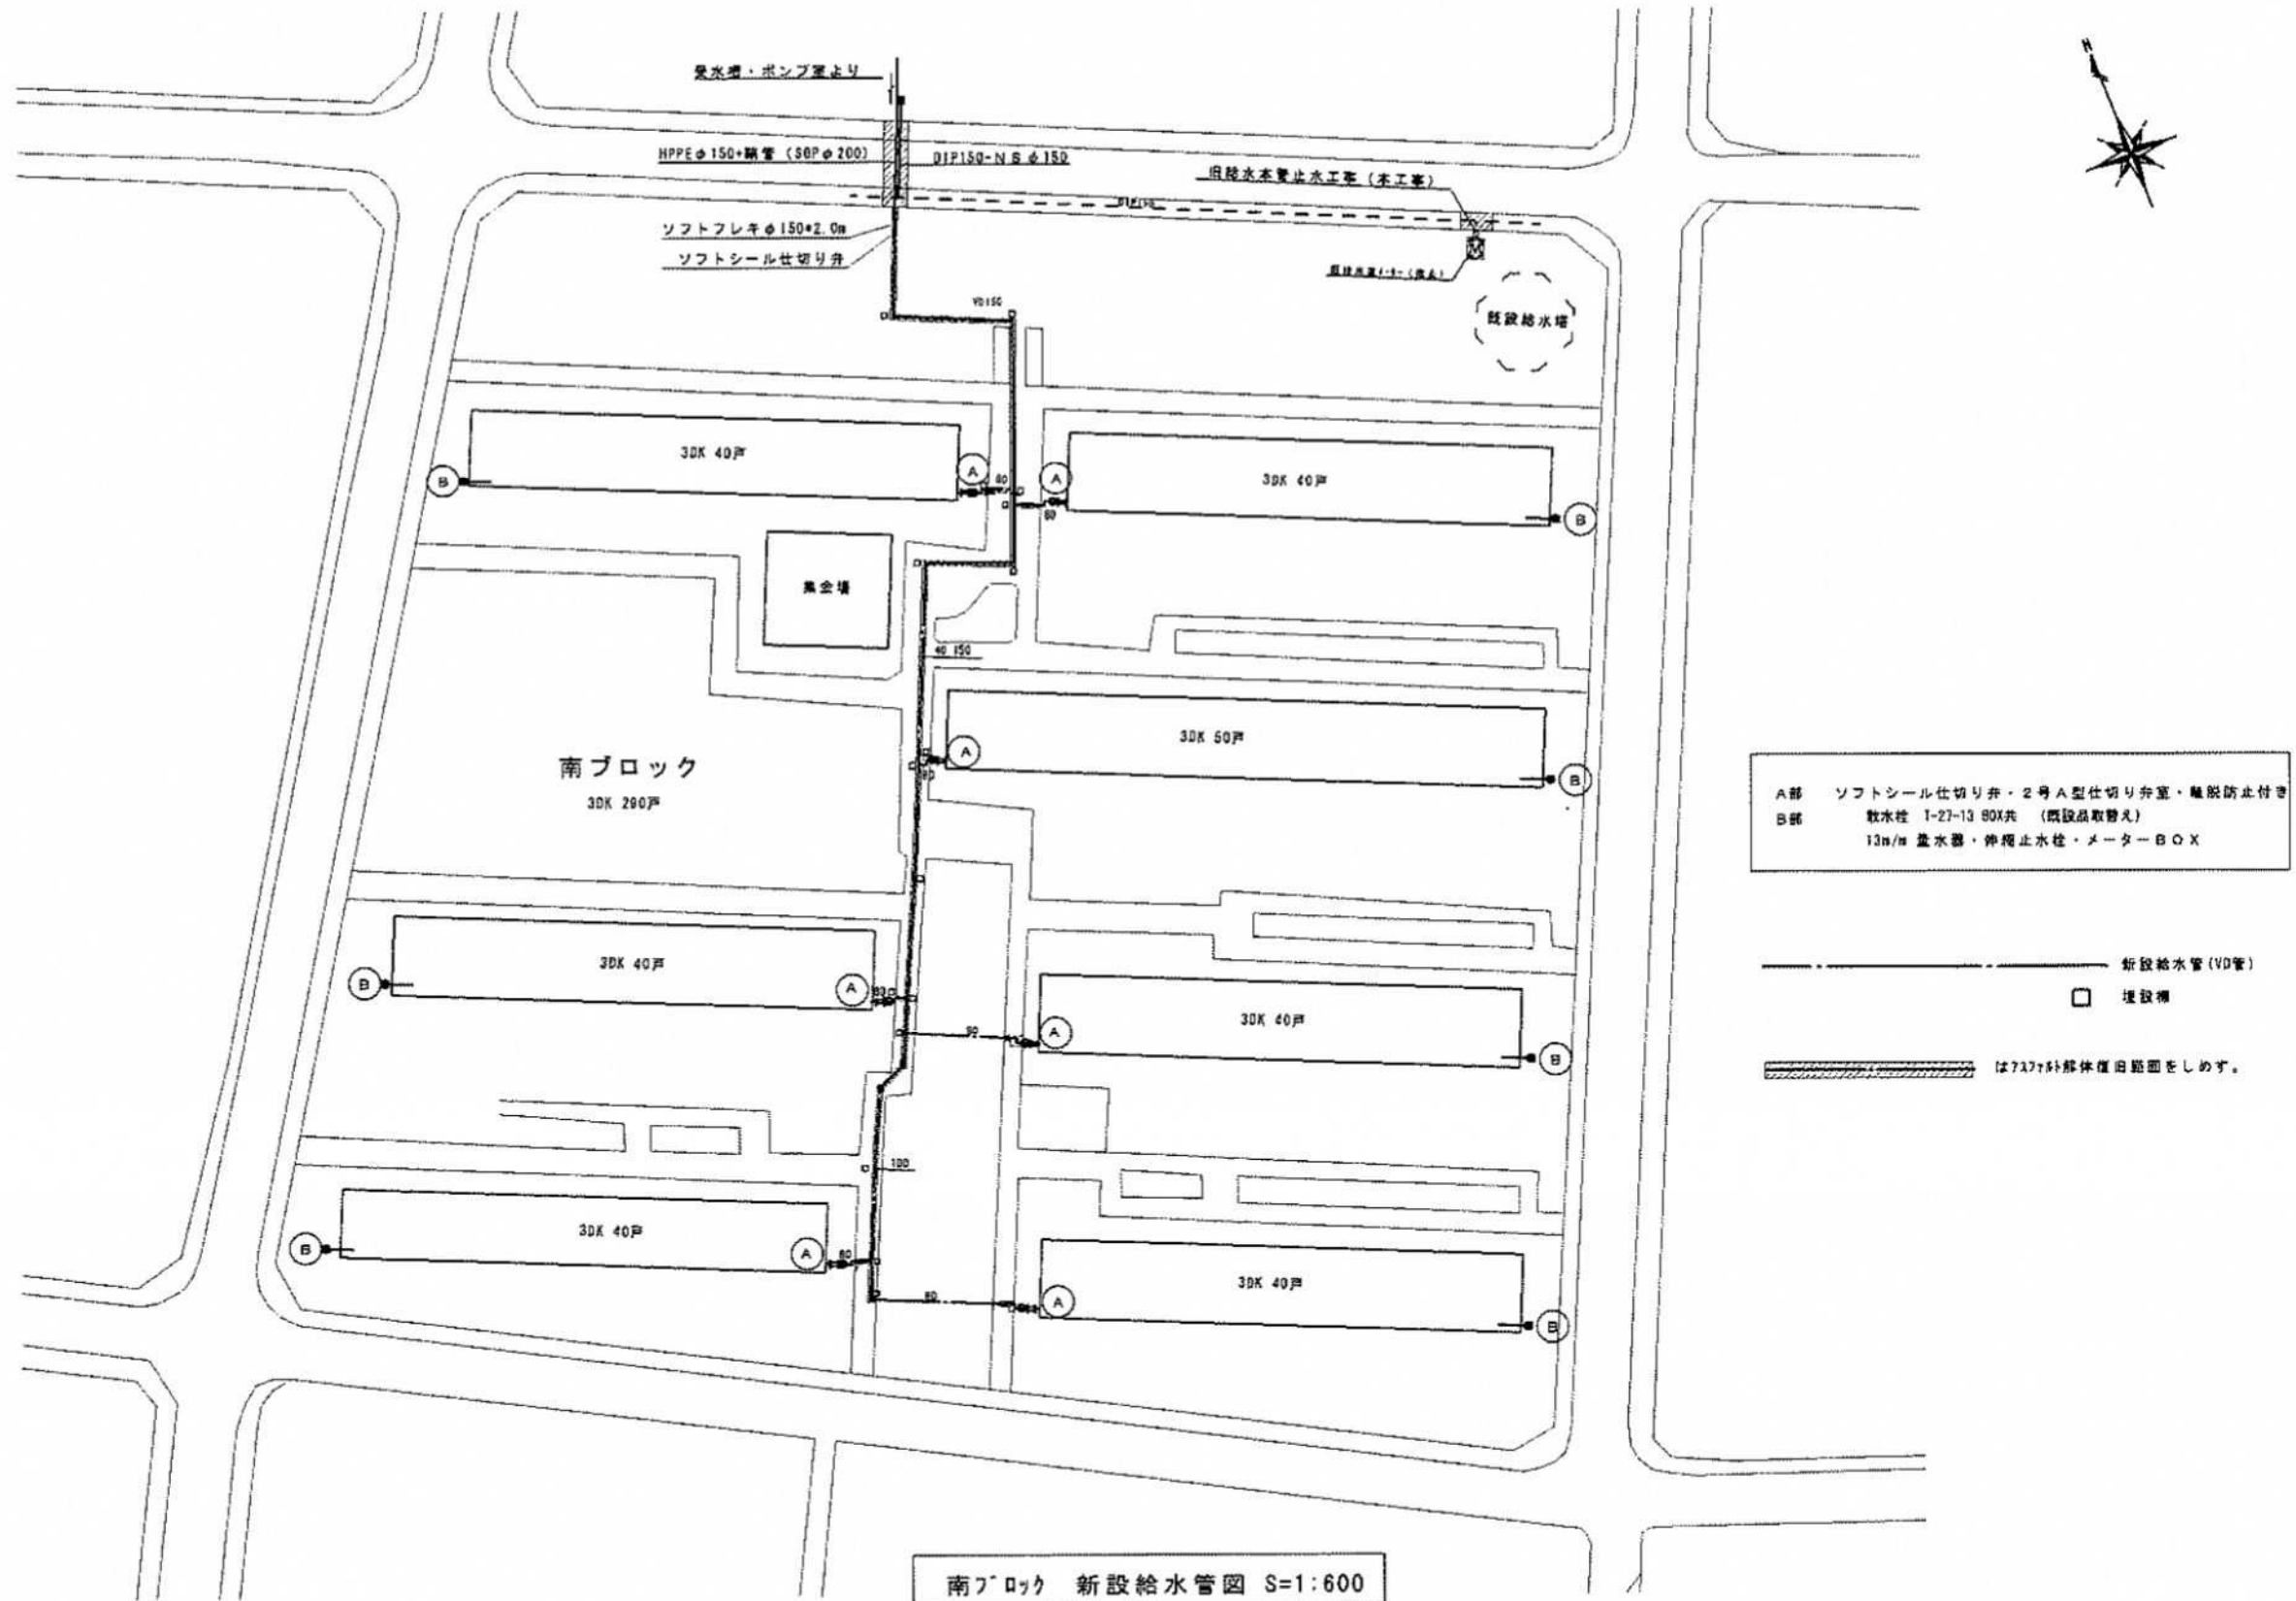 受水槽・ポンプ室より
HPPEφ150+鞘管 (SGPφ200)
DIP150-NSφ150
旧給水本管止水工事 (本工事)
ソフトフレキφ150*2.0m
ソフトシール仕切り弁
VD150
N
既設給水塔
3DK 40戸
B
A
80
A
80
3DK 40戸
B
集会場
40 150
3DK 50戸
A
B
南ブロック
3DK 290戸
3DK 40戸
B
A
A
3DK 40戸
B
100
3DK 40戸
B
A
80
80
A
3DK 40戸
B
A部 ソフトシール仕切り弁・2号A型仕切り弁室・離脱防止付き
B部 散水栓 T-27-13 BOX共 (既設品取替え)
13m/m 量水器・伸縮止水栓・メーターBOX
新設給水管(VD管)
埋設標
はアスファルト解体復旧範囲をしめす。
南ブロック 新設給水管図 S=1:600